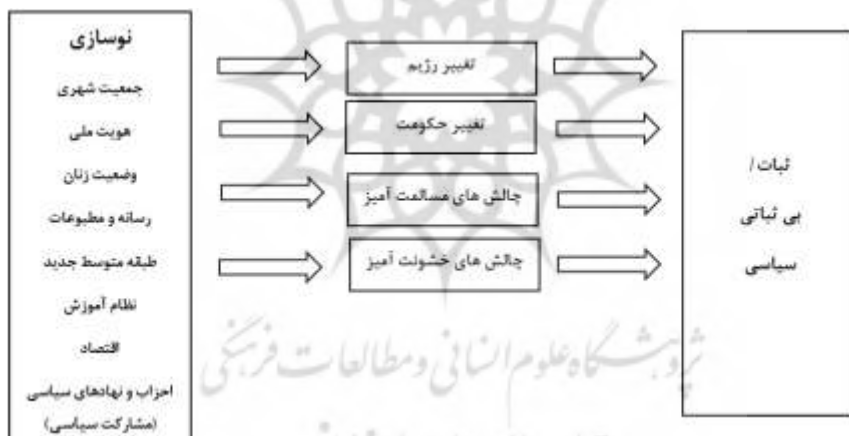 نوسازی
جمعیت شهری
هویت ملی
وضعیت زنان
رسانه و مطبوعات
طبقه متوسط جدید
نظام آموزش
اقتصاد
احزاب و نهادهای سیاسی
(مشارکت سیاسی)
تغییر رژیم
تغییر حکومت
چالش های مسالمت آمیز
چالش های خشونت آمیز
ثبات/
بی ثباتی
سیاسی
پژوهشگاه علوم انسانی و مطالعات فرهنگی